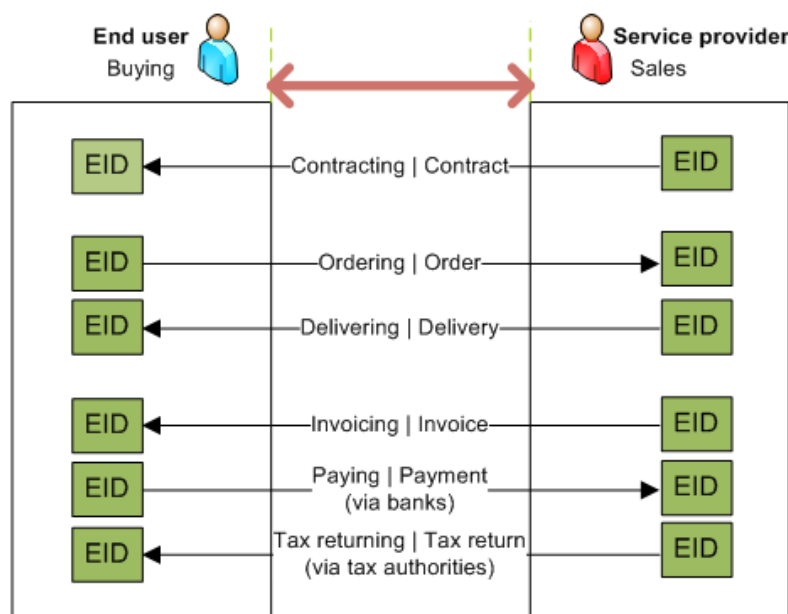 End user
Buying
Service provider
Sales
EID
Contracting | Contract
EID
EID
Ordering | Order
EID
EID
Delivering | Delivery
EID
EID
Invoicing | Invoice
EID
EID
Paying | Payment
(via banks)
EID
EID
Tax returning | Tax return
(via tax authorities)
EID